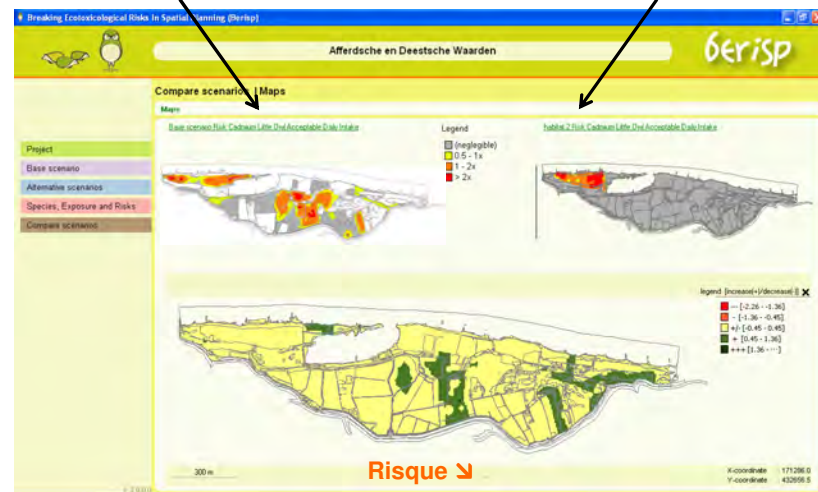 Breaking Ecotoxicological Risks in Spatial Planning (Berisp)
Afferdsche en Deestsche Waarden
berisp
Compare scenarios | Maps
Maps
Base scenario Risk Cadmium Little Owl Acceptable Daily Intake
Legend
(neglegible)
0.5 - 1x
1 - 2x
> 2x
habitat 2 Risk Cadmium Little Owl Acceptable Daily Intake
Project
Base scenario
Alternative scenarios
Species, Exposure and Risks
Compare scenarios
legend [increase(+)/decrease(-)] X
--- [-2.26 - -1.36]
- [-1.36 - -0.45]
+/- [-0.45 - 0.45]
+ [0.45 - 1.36]
+++ [1.36 - ...]
300 m
Risque ↘
X-coordinate 171286.0
Y-coordinate 432656.5